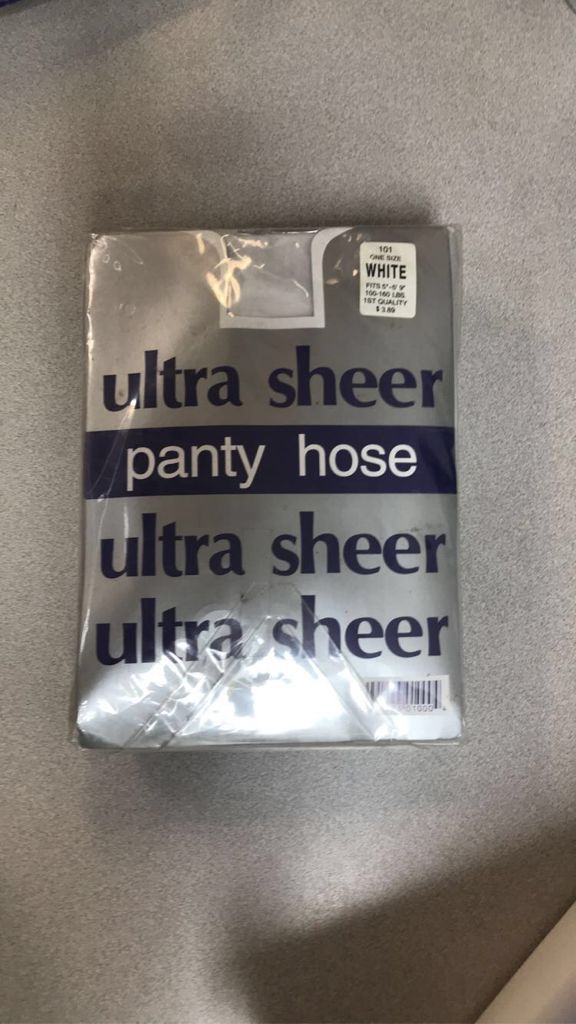 101
ONE SIZE
WHITE
FITS 5'-5' 9"
100-160 LBS
1ST QUALITY
$ 3.89
ultra sheer
panty hose
ultra sheer
ultra sheer